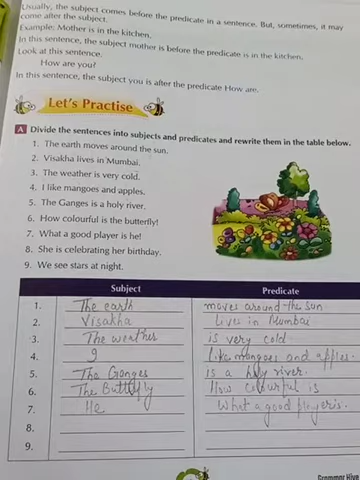 Usually, the subject comes before the predicate in a sentence. But, sometimes, it may
come after the subject.
Example: Mother is in the kitchen.
In this sentence, the subject mother is before the predicate is in the kitchen.
Look at this sentence.
How are you?
In this sentence, the subject you is after the predicate How are.
Let's Practise
A Divide the sentences into subjects and predicates and rewrite them in the table below.
1. The earth moves around the sun.
2. Visakha lives in Mumbai.
3. The weather is very cold.
4. I like mangoes and apples.
5. The Ganges is a holy river.
6. How colourful is the butterfly!
7. What a good player is he!
8. She is celebrating her birthday.
9. We see stars at night.
Subject Predicate
1. The earth moves around the sun
2. Visakha Lives in Mumbai
3. The weather is very cold
4. I like mangoes and apples.
5. The Ganges is a holy river.
6. The Butterfly How colourful is
7. He What a good player is.
8.
9.
Grammar Hive